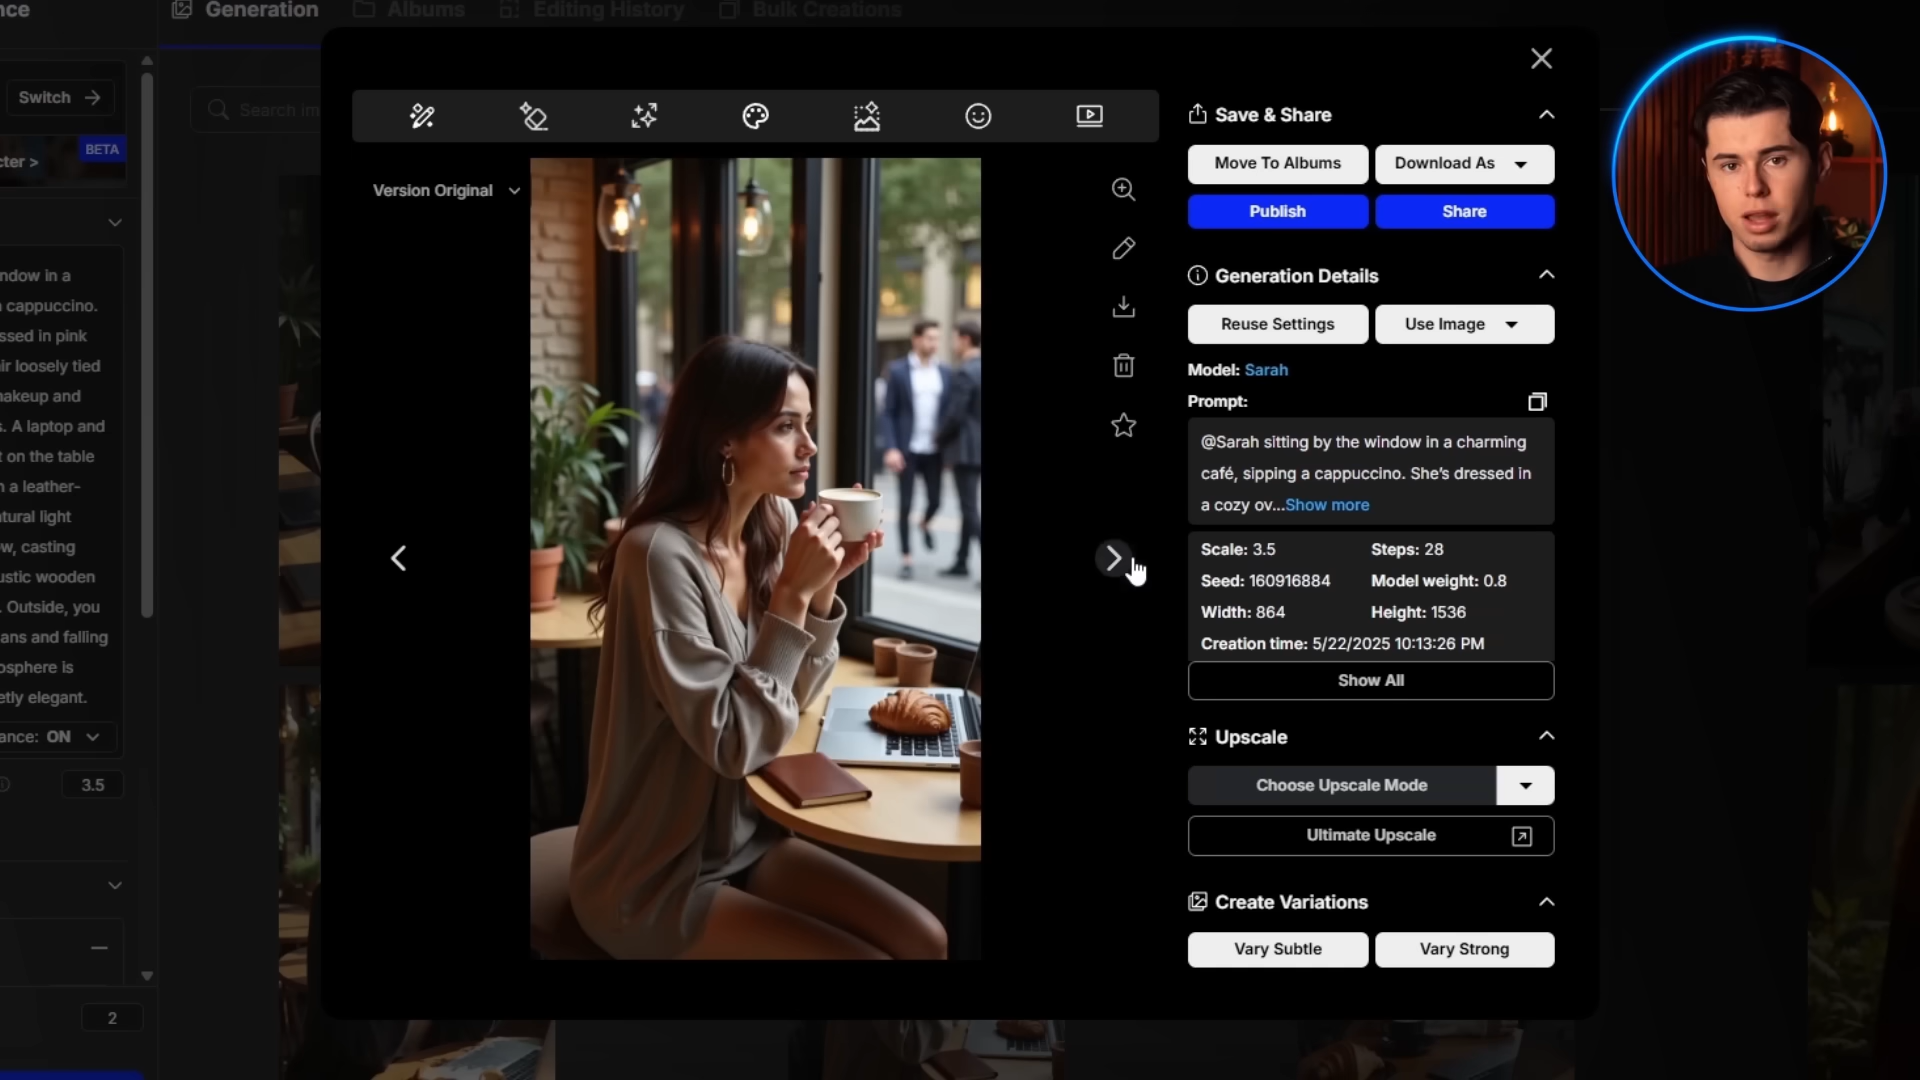 nce
Generation
Albums
Editing History
Bulk Creations
Switch
BETA
cter >
Search im
ndow in a
cappuccino.
ssed in pink
ir loosely tied
makeup and
s. A laptop and
t on the table
n a leather-
tural light
w, casting
ustic wooden
. Outside, you
ans and falling
osphere is
etly elegant.
ance: ON
3.5
2
Version Original
Save & Share
Move To Albums
Download As
Publish
Share
Generation Details
Reuse Settings
Use Image
Model: Sarah
Prompt:
@Sarah sitting by the window in a charming
café, sipping a cappuccino. She's dressed in
a cozy ov...Show more
Scale: 3.5
Steps: 28
Seed: 160916884
Model weight: 0.8
Width: 864
Height: 1536
Creation time: 5/22/2025 10:13:26 PM
Show All
Upscale
Choose Upscale Mode
Ultimate Upscale
Create Variations
Vary Subtle
Vary Strong